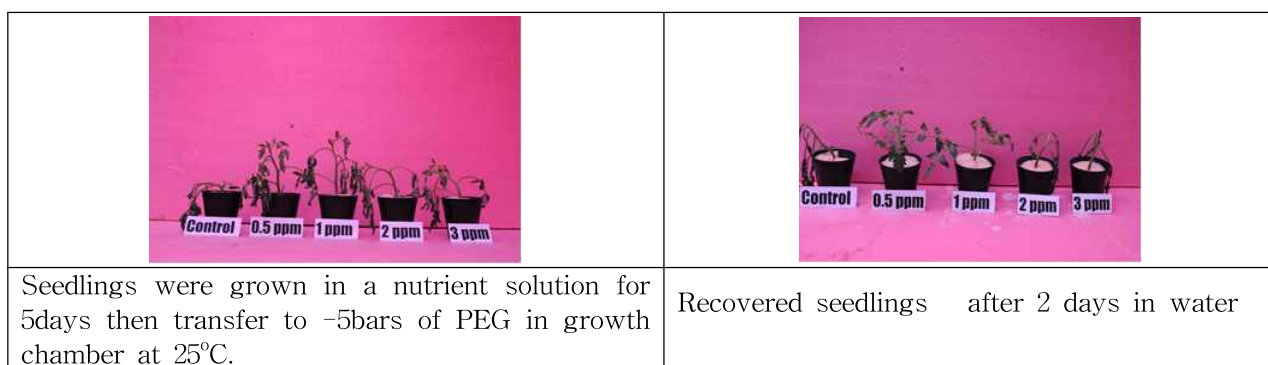 Control 0.5 ppm 1 ppm 2 ppm 3 ppm
Control 0.5 ppm 1 ppm 2 ppm 3 ppm
Seedlings were grown in a nutrient solution for
5days then transfer to -5bars of PEG in growth
chamber at 25°C.
Recovered seedlings after 2 days in water